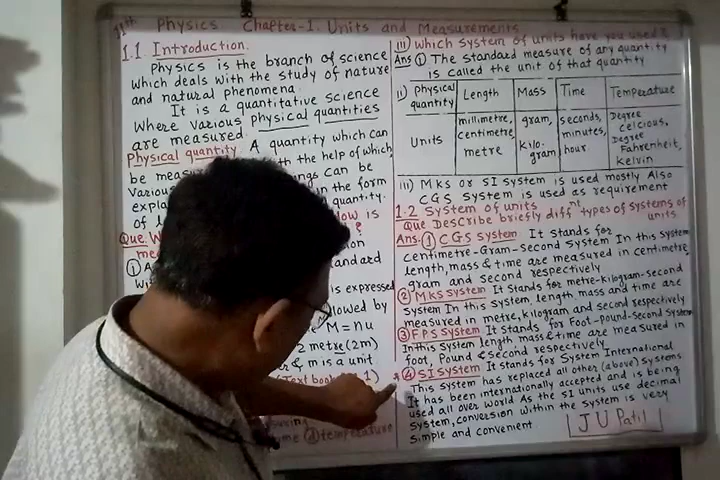 11th Physics Chapter-1. Units and Measurements
1.1 Introduction.
Physics is the branch of science
which deals with the study of nature
and natural phenomena.
It is a quantitative science
where various physical quantities
are measured.
Physical quantity. A quantity which can
be
with the help of which
Various
can be
in the form
of
quantity.
is
Que:
?
① A
standard
is expressed
followed by
M = nu
2 metre (2m)
& m is a unit
(Text book 1)
temperature
iii) Which system of units have you used?
Ans ① The standard measure of any quantity
is called the unit of that quantity
ii) Physical quantity Length Mass Time Temperature
Units millimetre, centimetre, metre gram, kilo-gram seconds, minutes, hour Degree celcious, Degree Fahrenheit, kelvin
iii) MKS or SI System is used mostly Also
CGS System is used as requirement
1.2 System of units
Que Describe briefly diffnt types of systems of
units
Ans. ① CGS System It stands for
centimetre-Gram-second System In this system
length, mass & time are measured in centimetre,
gram and second respectively
② MKS System It stands for metre-kilogram-second
System In this System, length mass and time are
measured in metre, kilogram and second respectively
③ FPS System It stands for Foot-pound-second System
In this System length mass & time are measured in
foot, Pound & second respectively
④ SI System It stands for System International
This system has replaced all other (above) systems
It has been internationally accepted and is being
used all over world As the SI units use decimal
system, conversion within the system is very
simple and convenient
J U Patil